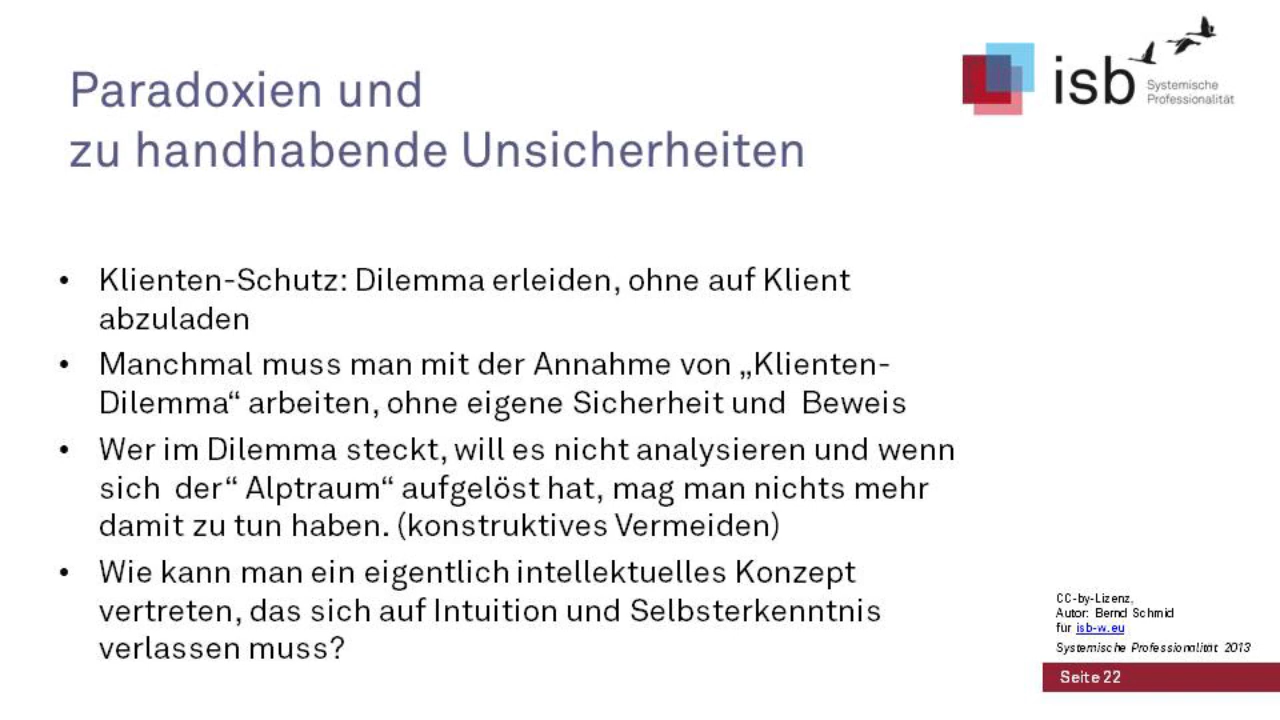 Paradoxien und
zu handhabende Unsicherheiten
isb
Systemische
Professionalität
• Klienten-Schutz: Dilemma erleiden, ohne auf Klient
abzuladen
• Manchmal muss man mit der Annahme von „Klienten-
Dilemma“ arbeiten, ohne eigene Sicherheit und  Beweis
• Wer im Dilemma steckt, will es nicht analysieren und wenn
sich  der“ Alptraum“ aufgelöst hat, mag man nichts mehr
damit zu tun haben. (konstruktives Vermeiden)
• Wie kann man ein eigentlich intellektuelles Konzept
vertreten, das sich auf Intuition und Selbsterkenntnis
verlassen muss?
CC-by-Lizenz,
Autor: Bernd Schmid
für isb-w.eu
Systemische Professionalität 2013
Seite 22